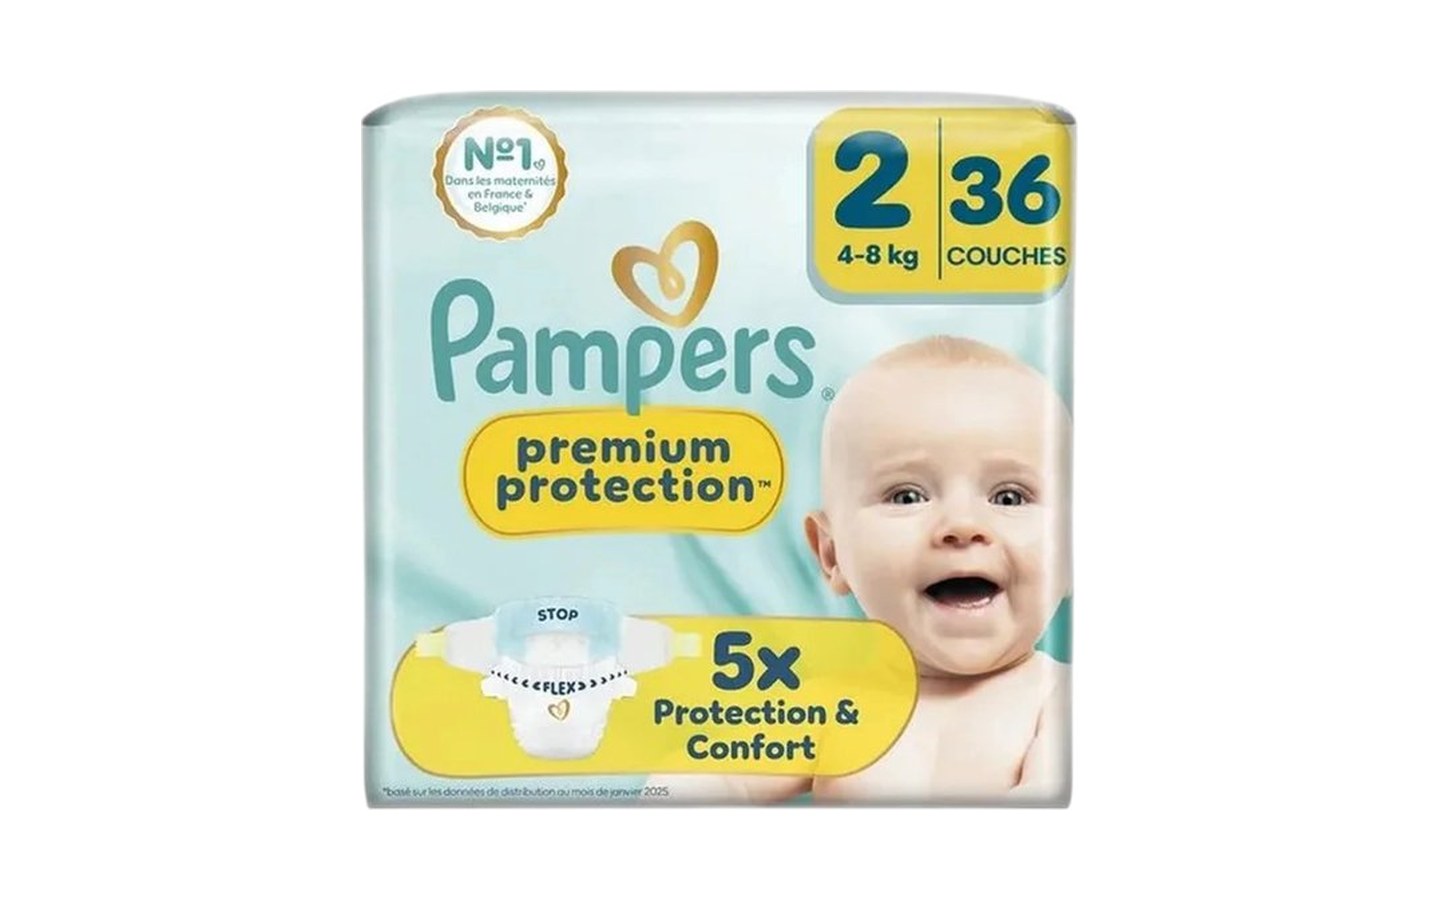 Nº1
Dans les maternités
en France &
Belgique*
2
4-8 kg
36
COUCHES
Pampers®
premium
protection™
STOP
FLEX
5x
Protection &
Confort
*basé sur les données de distribution au mois de janvier 2025